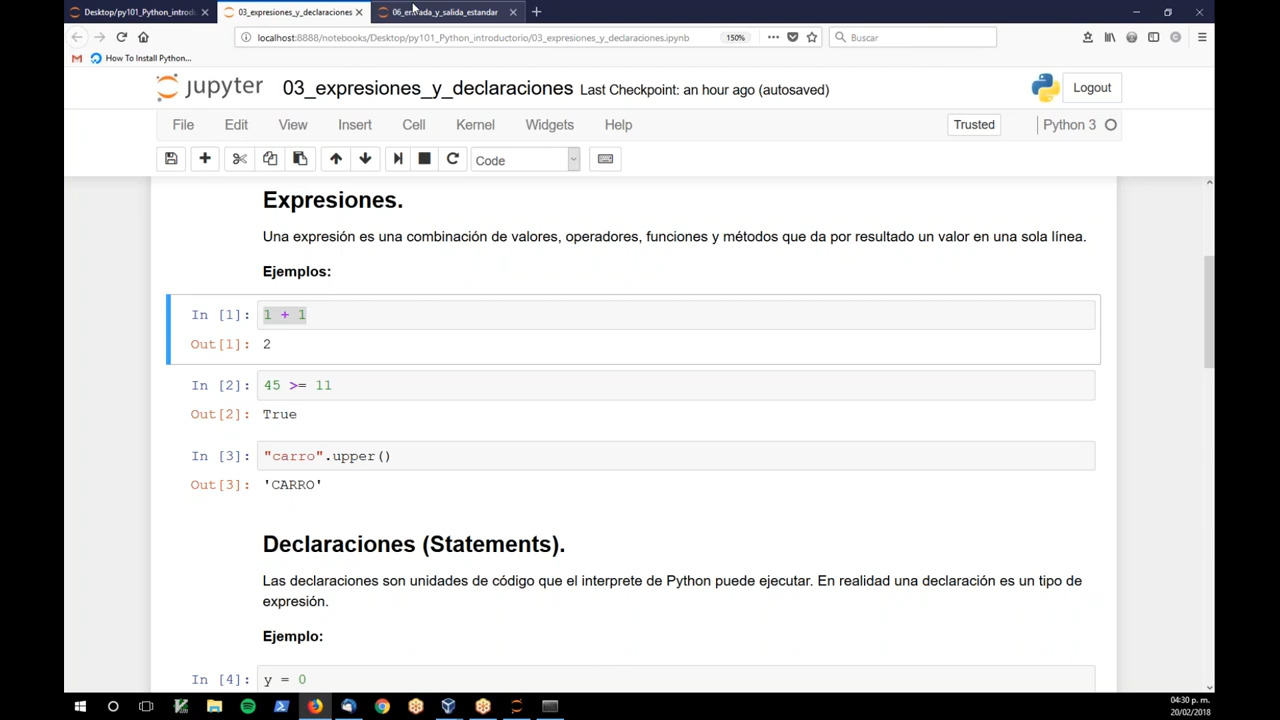 Desktop/py101_Python_introdu
03_expresiones_y_declaraciones
06_entrada_y_salida_estandar
localhost:8888/notebooks/Desktop/py101_Python_introductorio/03_expresiones_y_declaraciones.ipynb
150%
Buscar
How To Install Python...
jupyter
03_expresiones_y_declaraciones
Last Checkpoint: an hour ago (autosaved)
Logout
File Edit View Insert Cell Kernel Widgets Help
Trusted
Python 3
Code
Expresiones.
Una expresión es una combinación de valores, operadores, funciones y métodos que da por resultado un valor en una sola línea.
Ejemplos:
In [1]: 1 + 1
Out[1]: 2
In [2]: 45 >= 11
Out[2]: True
In [3]: "carro".upper()
Out[3]: 'CARRO'
Declaraciones (Statements).
Las declaraciones son unidades de código que el interprete de Python puede ejecutar. En realidad una declaración es un tipo de
expresión.
Ejemplo:
In [4]: y = 0
04:30 p. m.
20/02/2018